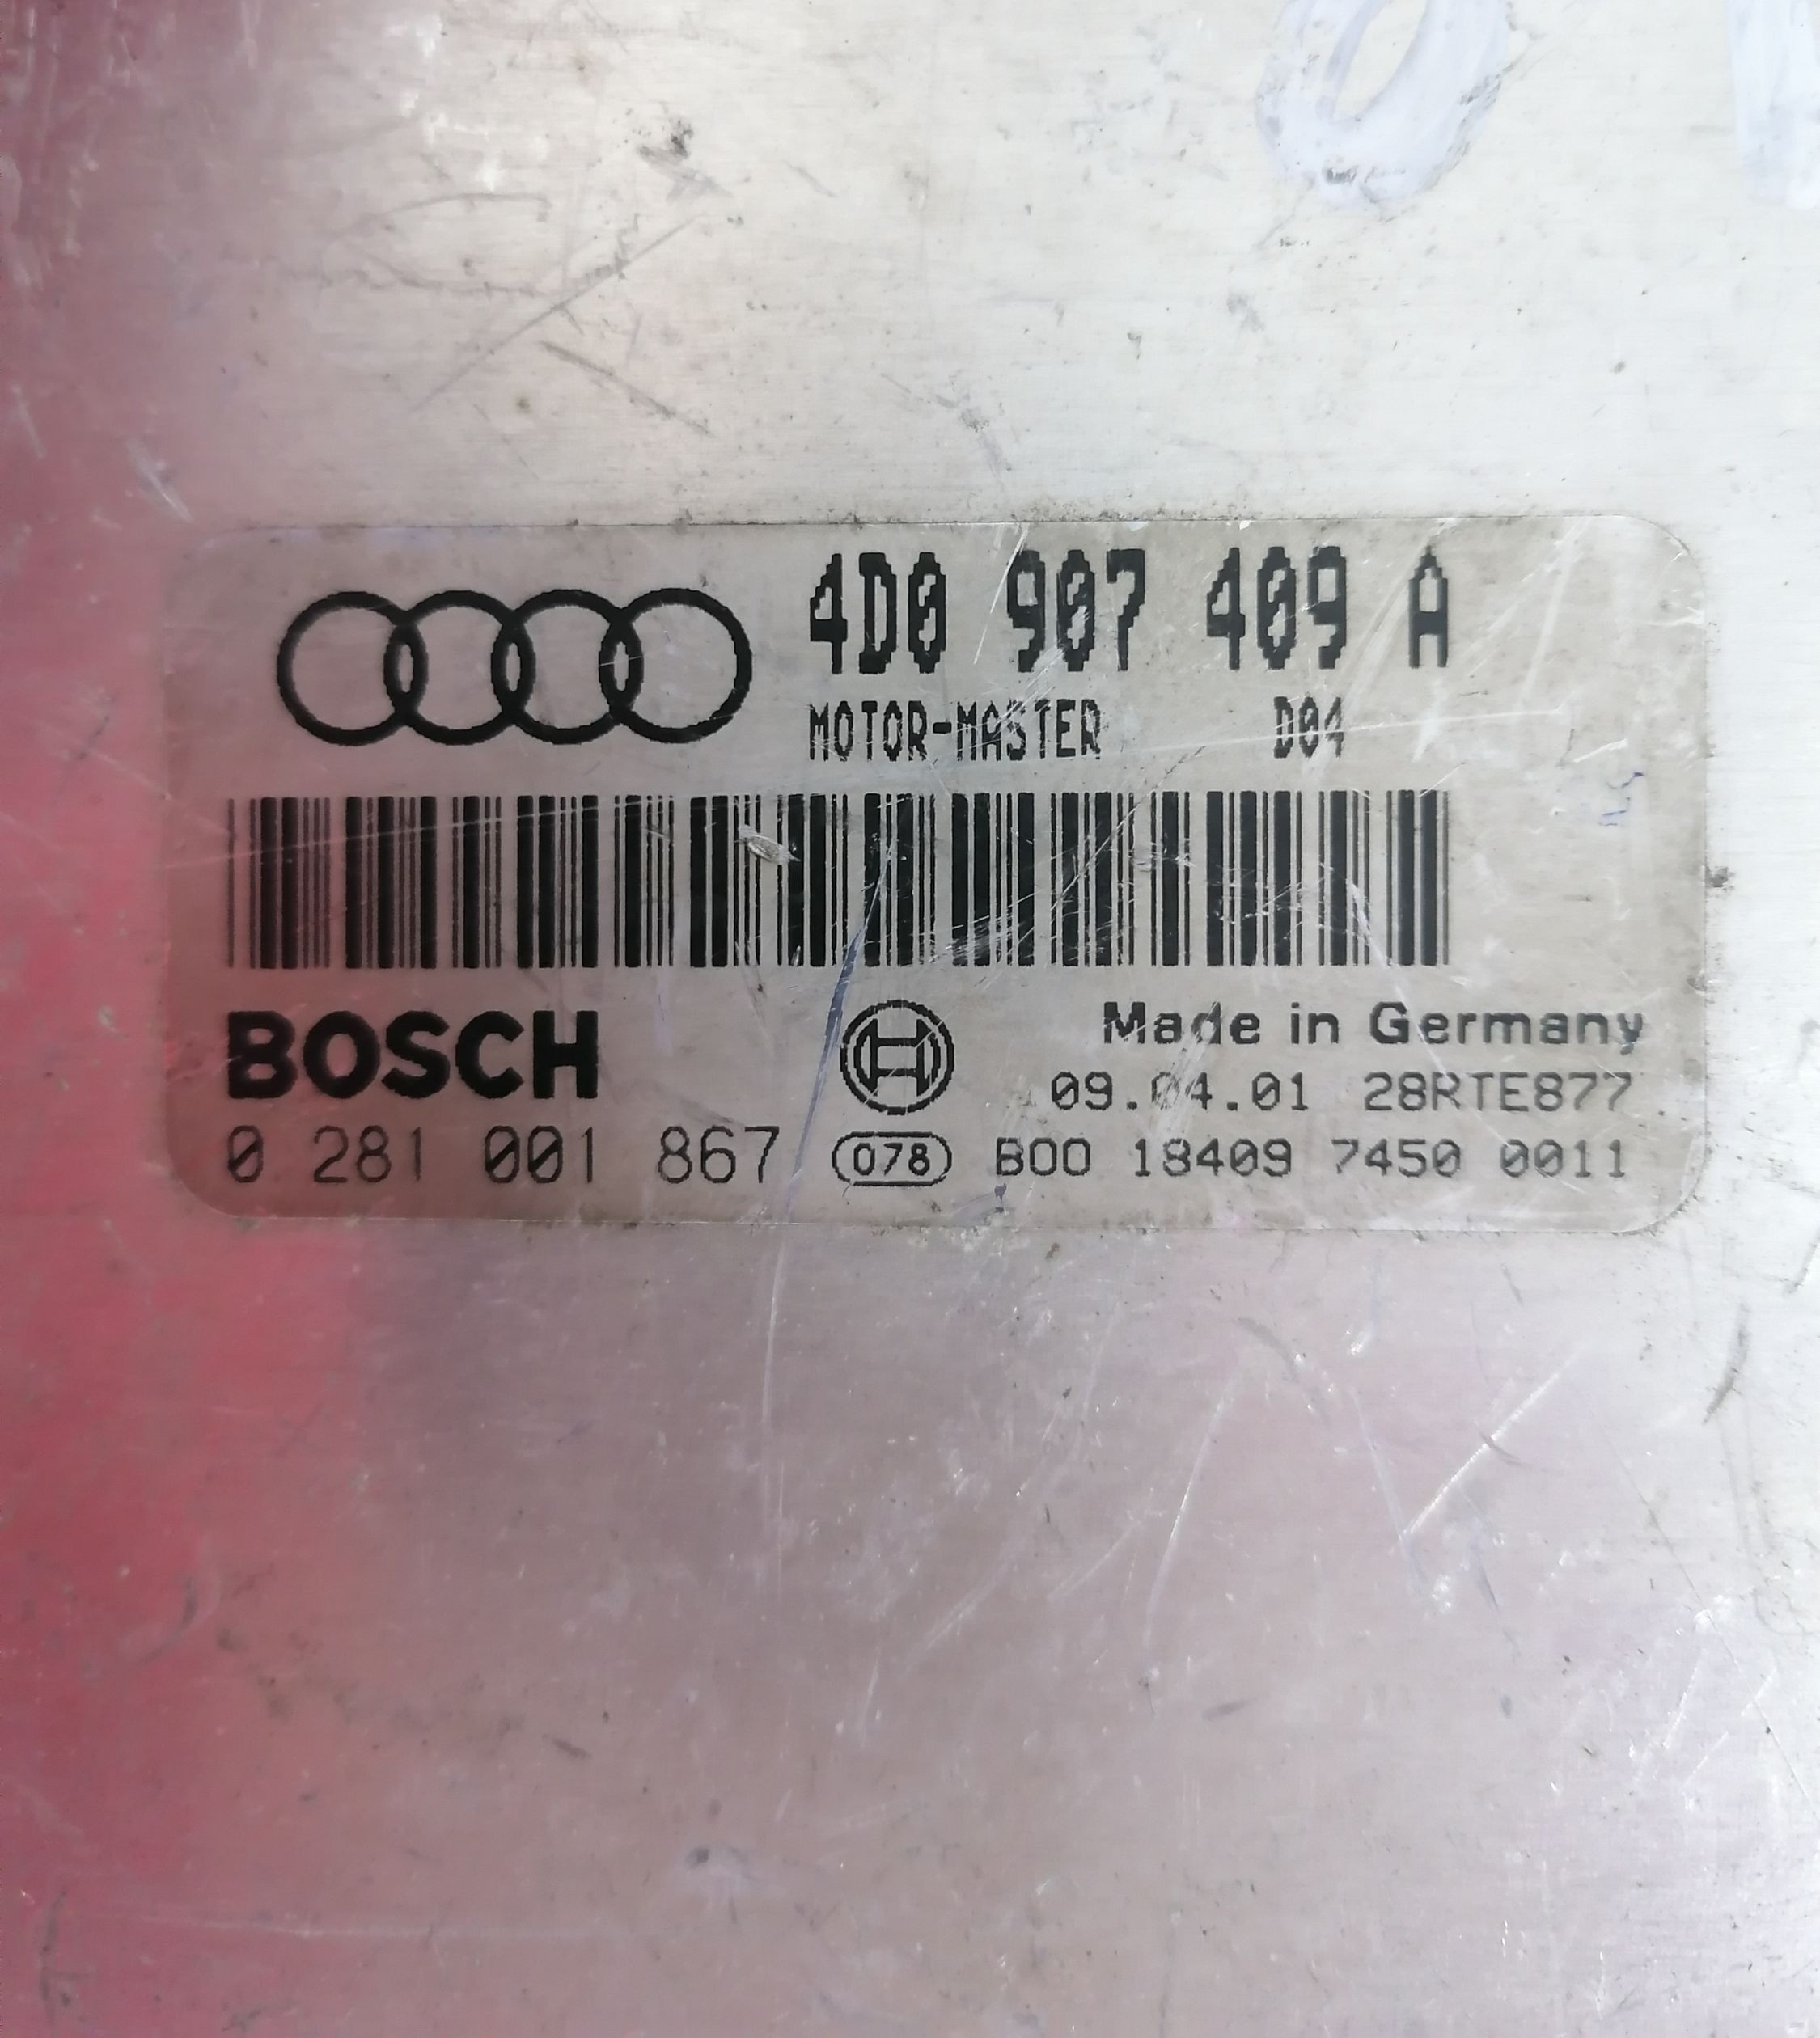 4D0 907 409 A
MOTOR-MASTER D04
BOSCH
Made in Germany
09.04.01 28RTE877
0 281 001 867 078 B00 18409 7450 0011